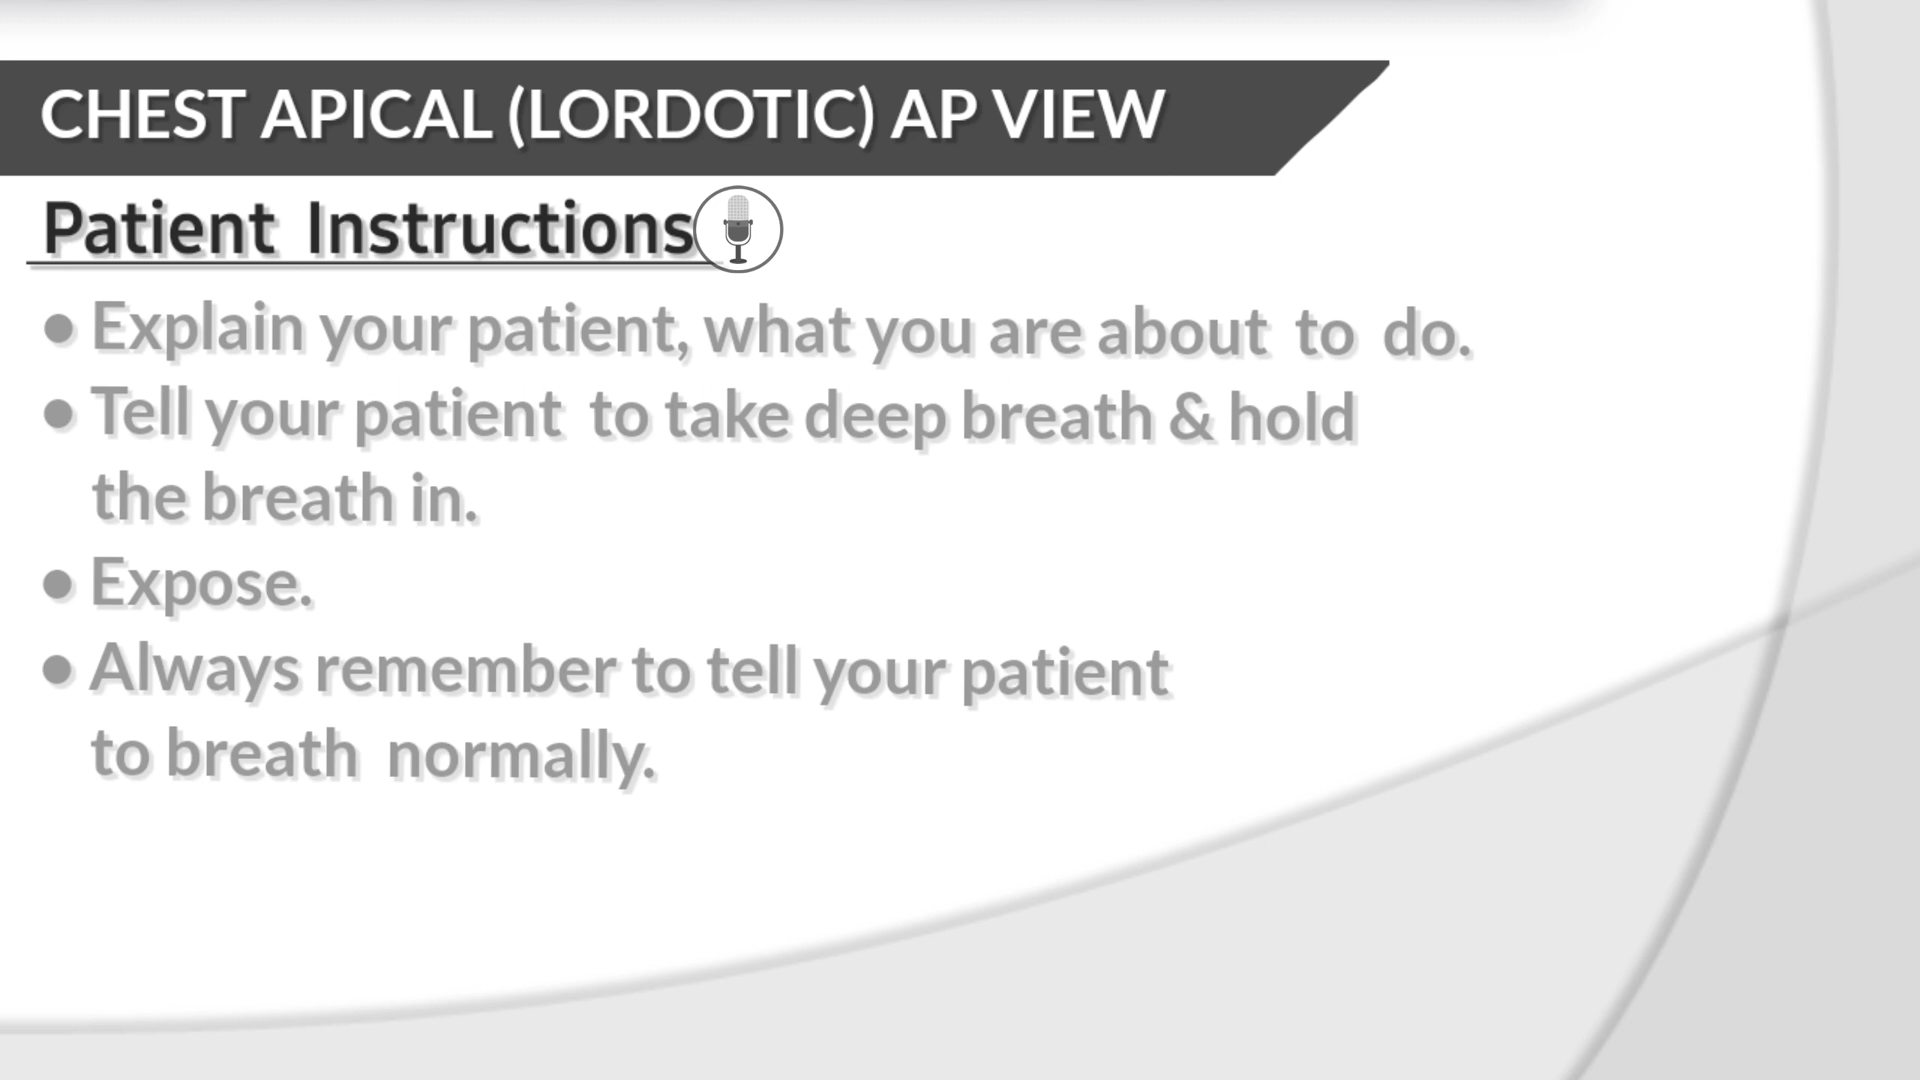 CHEST APICAL (LORDOTIC) AP VIEW
Patient Instructions
• Explain your patient, what you are about to do.
• Tell your patient to take deep breath & hold
the breath in.
• Expose.
• Always remember to tell your patient
to breath normally.